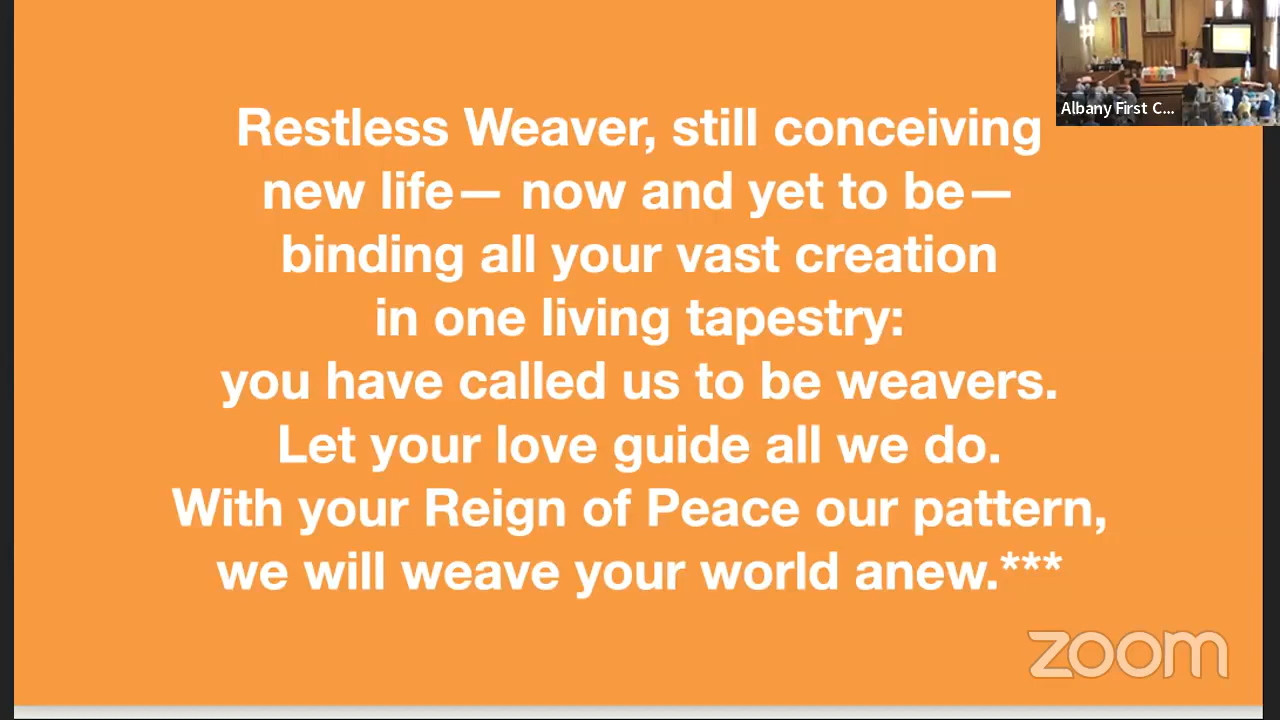 Restless Weaver, still conceiving
new life— now and yet to be—
binding all your vast creation
in one living tapestry:
you have called us to be weavers.
Let your love guide all we do.
With your Reign of Peace our pattern,
we will weave your world anew.***
Albany First C...
zoom